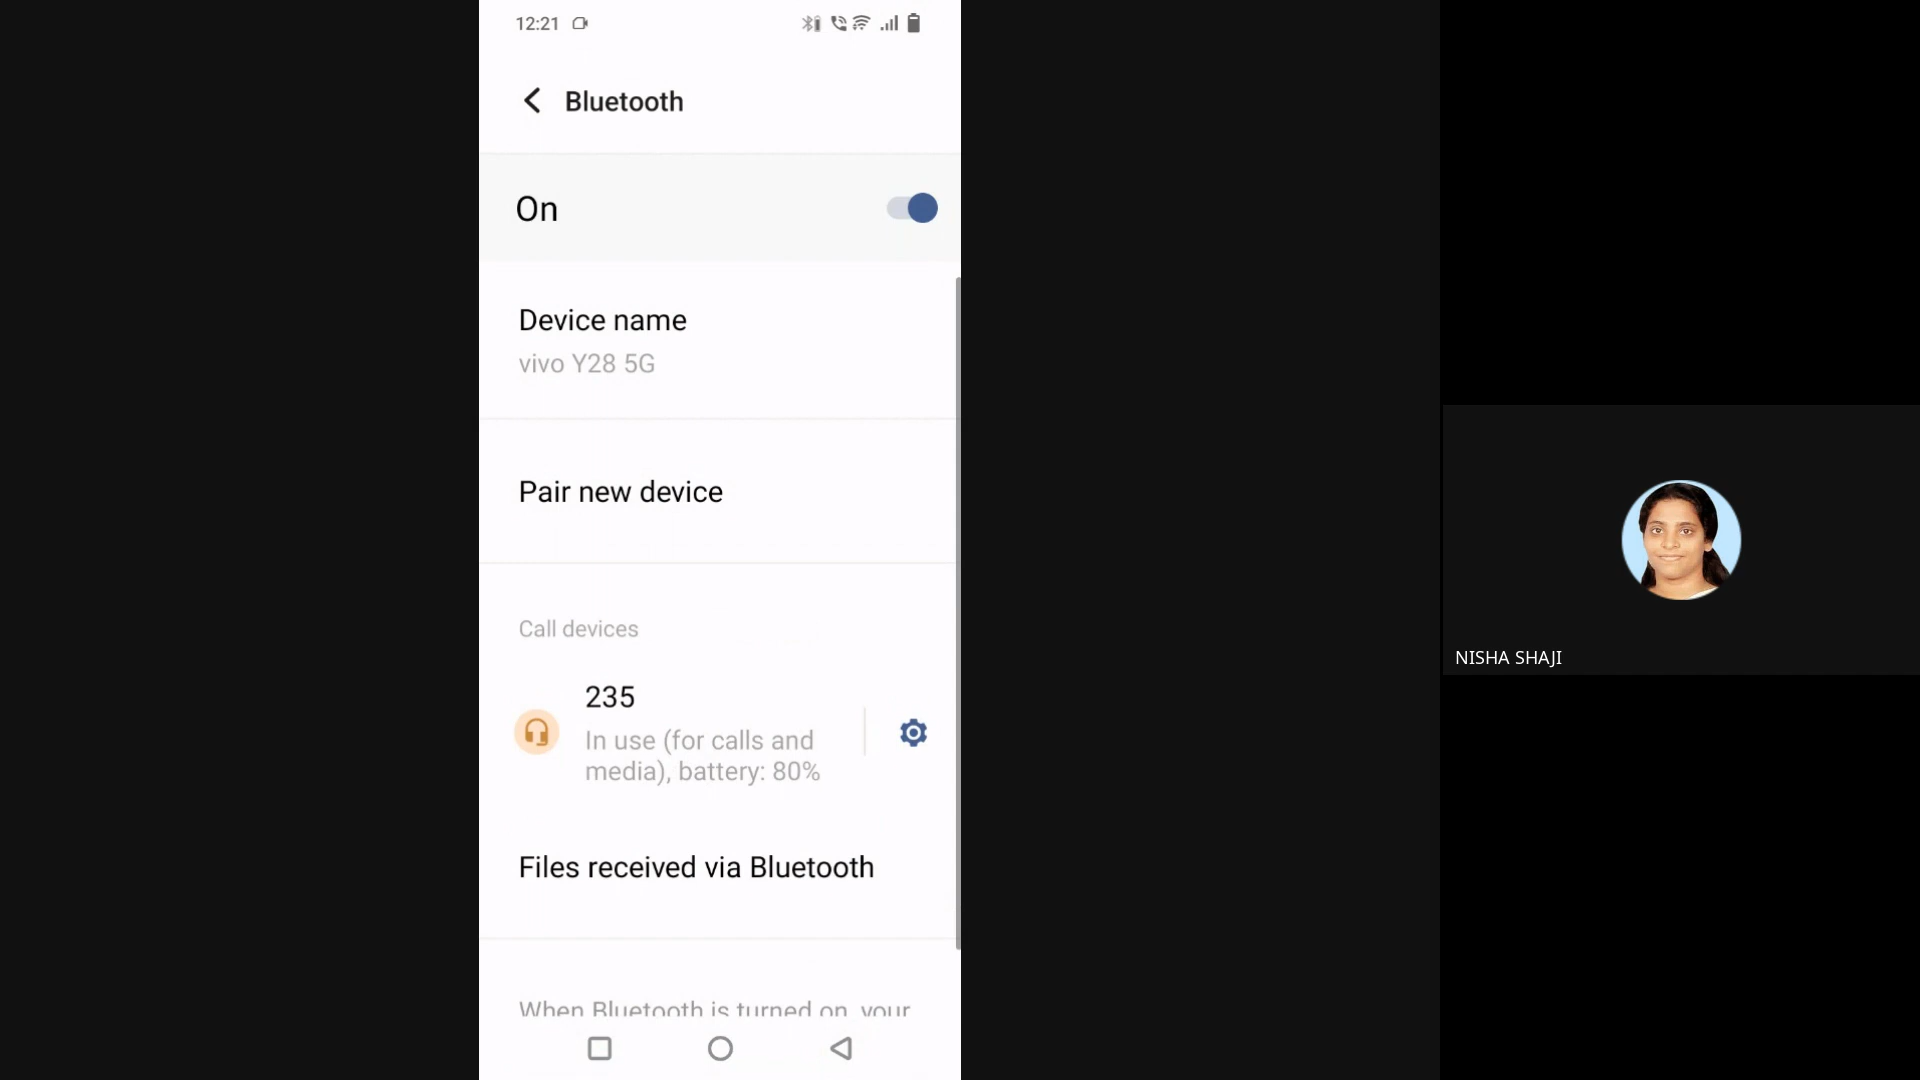 12:21
Bluetooth
On
Device name
vivo Y28 5G
Pair new device
Call devices
235
In use (for calls and
media), battery: 80%
Files received via Bluetooth
When Bluetooth is turned on, your
NISHA SHAJI